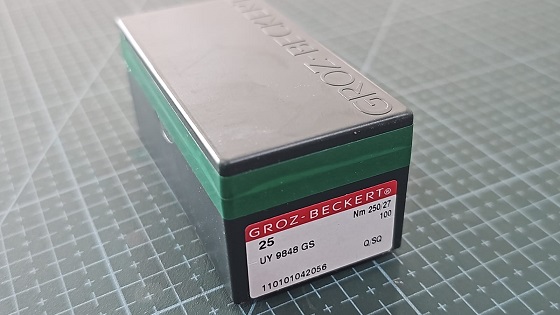 GROZ-BECKERT
GROZ-BECKERT®
25
Nm 250/27
100
UY 9848 GS
Q/SQ
110101042056